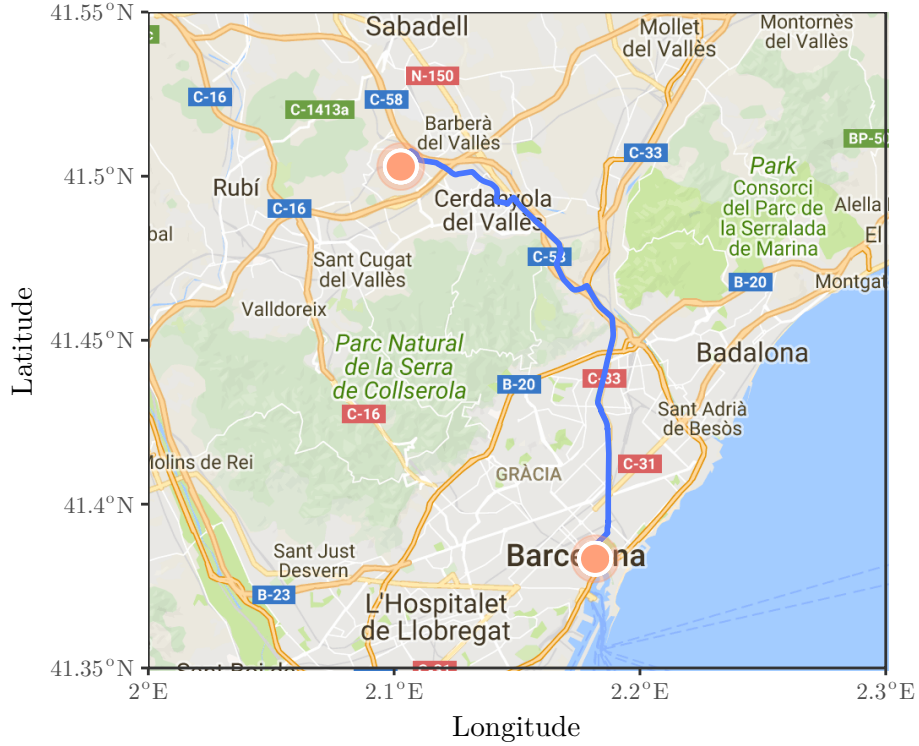 41.55°N
Sabadell
Mollet
del Vallès
Montornès
del Vallès
N-150
C-16
C-58
C-1413a
Barberà
del Vallès
C-33
41.5°N
Park
Consorci
del Parc de
la Serralada
de Marina
Rubí
Cerdanyola
del Vallès
Alella
C-16
El
Sant Cugat
del Vallès
C-58
B-20
Montgat
Valldoreix
41.45°N
Parc Natural
de la Serra
de Collserola
Badalona
C-33
B-20
C-16
Sant Adrià
de Besòs
Molins de Rei
GRÀCIA
C-31
41.4°N
Sant Just
Desvern
B-23
L'Hospitalet
de Llobregat
41.35°N
2°E
2.1°E
2.2°E
2.3°E
Longitude
Latitude